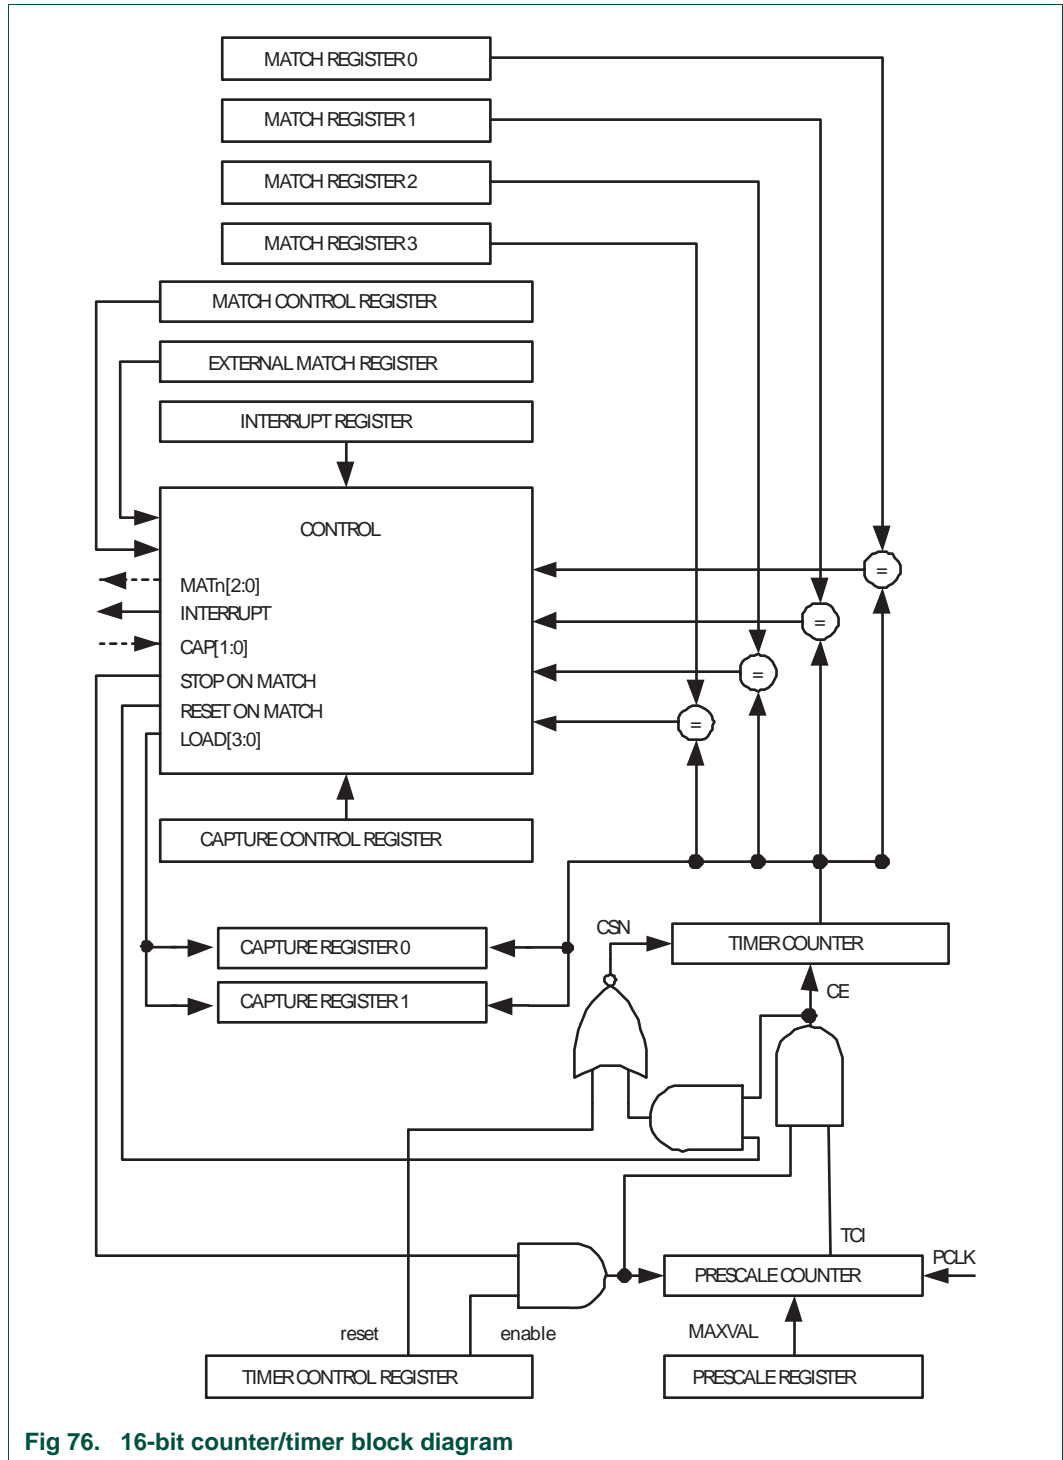 MATCH REGISTER 0
MATCH REGISTER 1
MATCH REGISTER 2
MATCH REGISTER 3
MATCH CONTROL REGISTER
EXTERNAL MATCH REGISTER
INTERRUPT REGISTER
CONTROL
=
MATn[2:0]
INTERRUPT
=
CAP[1:0]
STOP ON MATCH
=
RESET ON MATCH
=
LOAD[3:0]
CAPTURE CONTROL REGISTER
CSN
CAPTURE REGISTER 0
TIMER COUNTER
CE
CAPTURE REGISTER 1
TCI
PCLK
PRESCALE COUNTER
reset
enable
MAXVAL
TIMER CONTROL REGISTER
PRESCALE REGISTER
Fig 76. 16-bit counter/timer block diagram